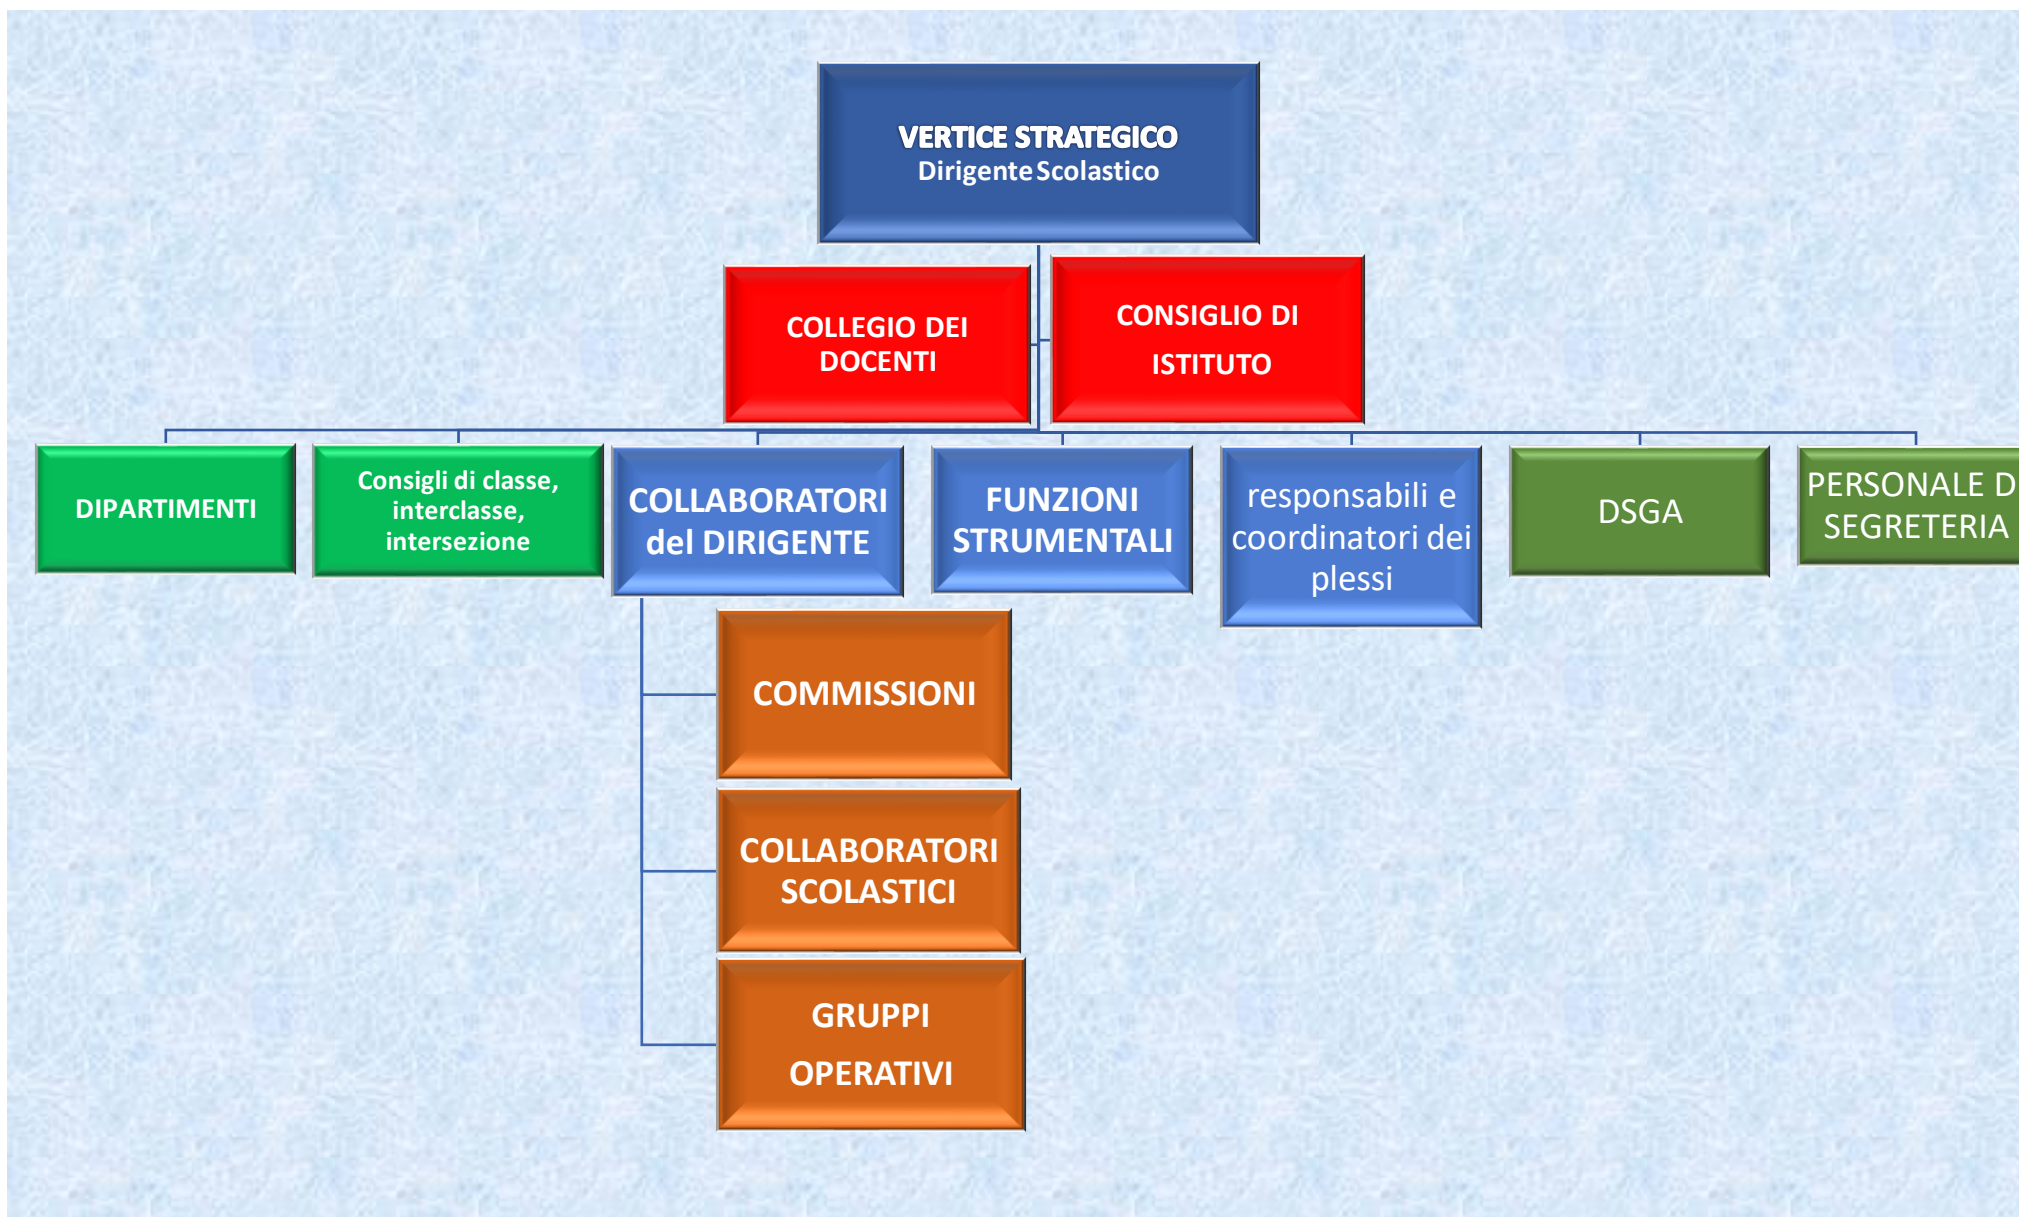 VERTICE STRATEGICO
Dirigente Scolastico
COLLEGIO DEI
DOCENTI
CONSIGLIO DI
ISTITUTO
DIPARTIMENTI
Consigli di classe,
interclasse,
intersezione
COLLABORATORI
del DIRIGENTE
FUNZIONI
STRUMENTALI
responsabili e
coordinatori dei
plessi
DSGA
PERSONALE D
SEGRETERIA
COMMISSIONI
COLLABORATORI
SCOLASTICI
GRUPPI
OPERATIVI